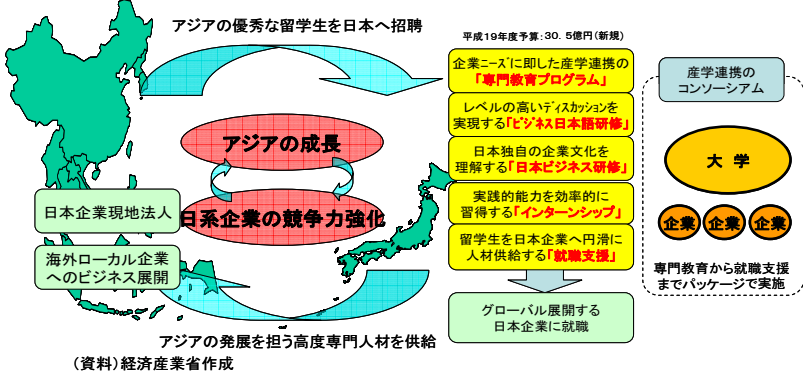 アジアの優秀な留学生を日本へ招聘
平成19年度予算:30.5億円(新規)
企業ニーズに即した産学連携の
「専門教育プログラム」
レベルの高いディスカッションを
実現する「ビジネス日本語研修」
日本独自の企業文化を
理解する「日本ビジネス研修」
実践的能力を効率的に
習得する「インターンシップ」
留学生を日本企業へ円滑に
人材供給する「就職支援」
グローバル展開する
日本企業に就職
産学連携の
コンソーシアム
大学
企業
企業
企業
専門教育から就職支援
までパッケージで実施
アジアの成長
日系企業の競争力強化
日本企業現地法人
海外ローカル企業
へのビジネス展開
アジアの発展を担う高度専門人材を供給
(資料)経済産業省作成